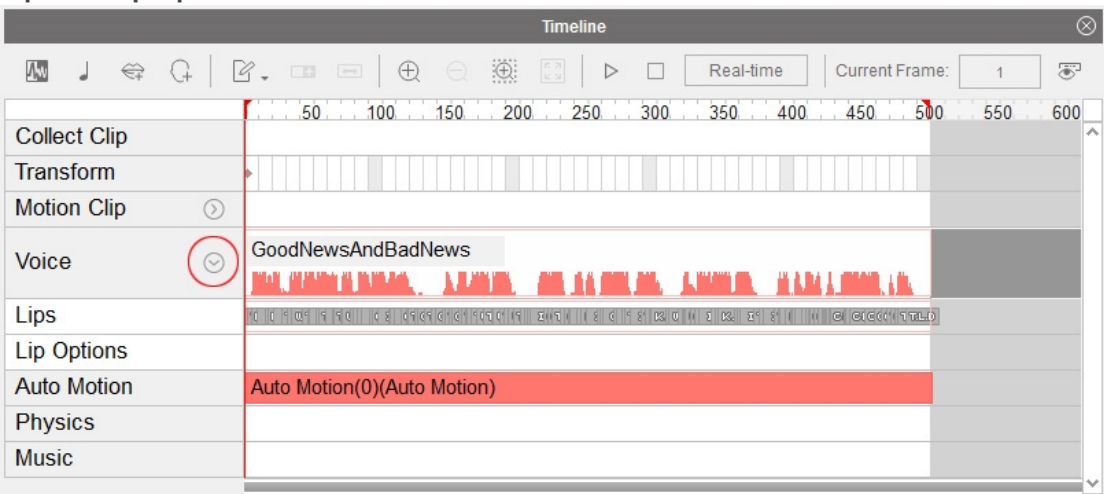 Timeline
Real-time Current Frame: 1
50 100 150 200 250 300 350 400 450 500 550 600
Collect Clip
Transform
Motion Clip
Voice
GoodNewsAndBadNews
Lips
Lip Options
Auto Motion Auto Motion(0)(Auto Motion)
Physics
Music